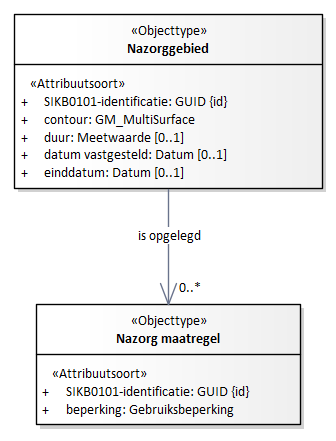 «Objecttype»
Nazorggebied
«Attribuutsoort»
+ SIKB0101-identificatie: GUID {id}
+ contour: GM_MultiSurface
+ duur: Meetwaarde [0..1]
+ datum vastgesteld: Datum [0..1]
+ einddatum: Datum [0..1]
is opgelegd
0..*
«Objecttype»
Nazorg maatregel
«Attribuutsoort»
+ SIKB0101-identificatie: GUID {id}
+ beperking: Gebruiksbeperking